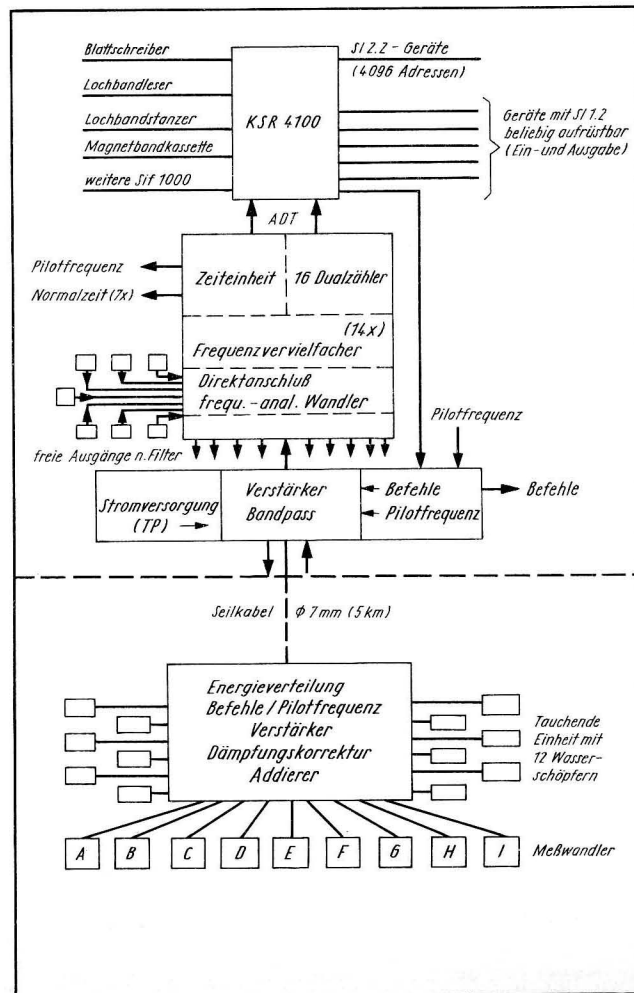 Blattschreiber
Lochbandleser
Lochbandstanzer
Magnetbandkassette
weitere Sif 1000
KSR 4100
SI 2.2 - Geräte
(4096 Adressen)
Geräte mit SI 1.2
beliebig aufrüstbar
(Ein- und Ausgabe)
ADT
Pilotfrequenz
Normalzeit (7x)
Zeiteinheit
16 Dualzähler
(14x)
Frequenzvervielfacher
Direktanschluß
frequ.-anal. Wandler
freie Ausgänge n. Filter
Pilotfrequenz
Stromversorgung
(TP)
Verstärker
Bandpass
Befehle
Pilotfrequenz
Befehle
Seilkabel ϕ 7mm (5km)
Energieverteilung
Befehle / Pilotfrequenz
Verstärker
Dämpfungskorrektur
Addierer
Tauchende
Einheit mit
12 Wasser-
schöpfern
A B C D E F G H I
Meßwandler